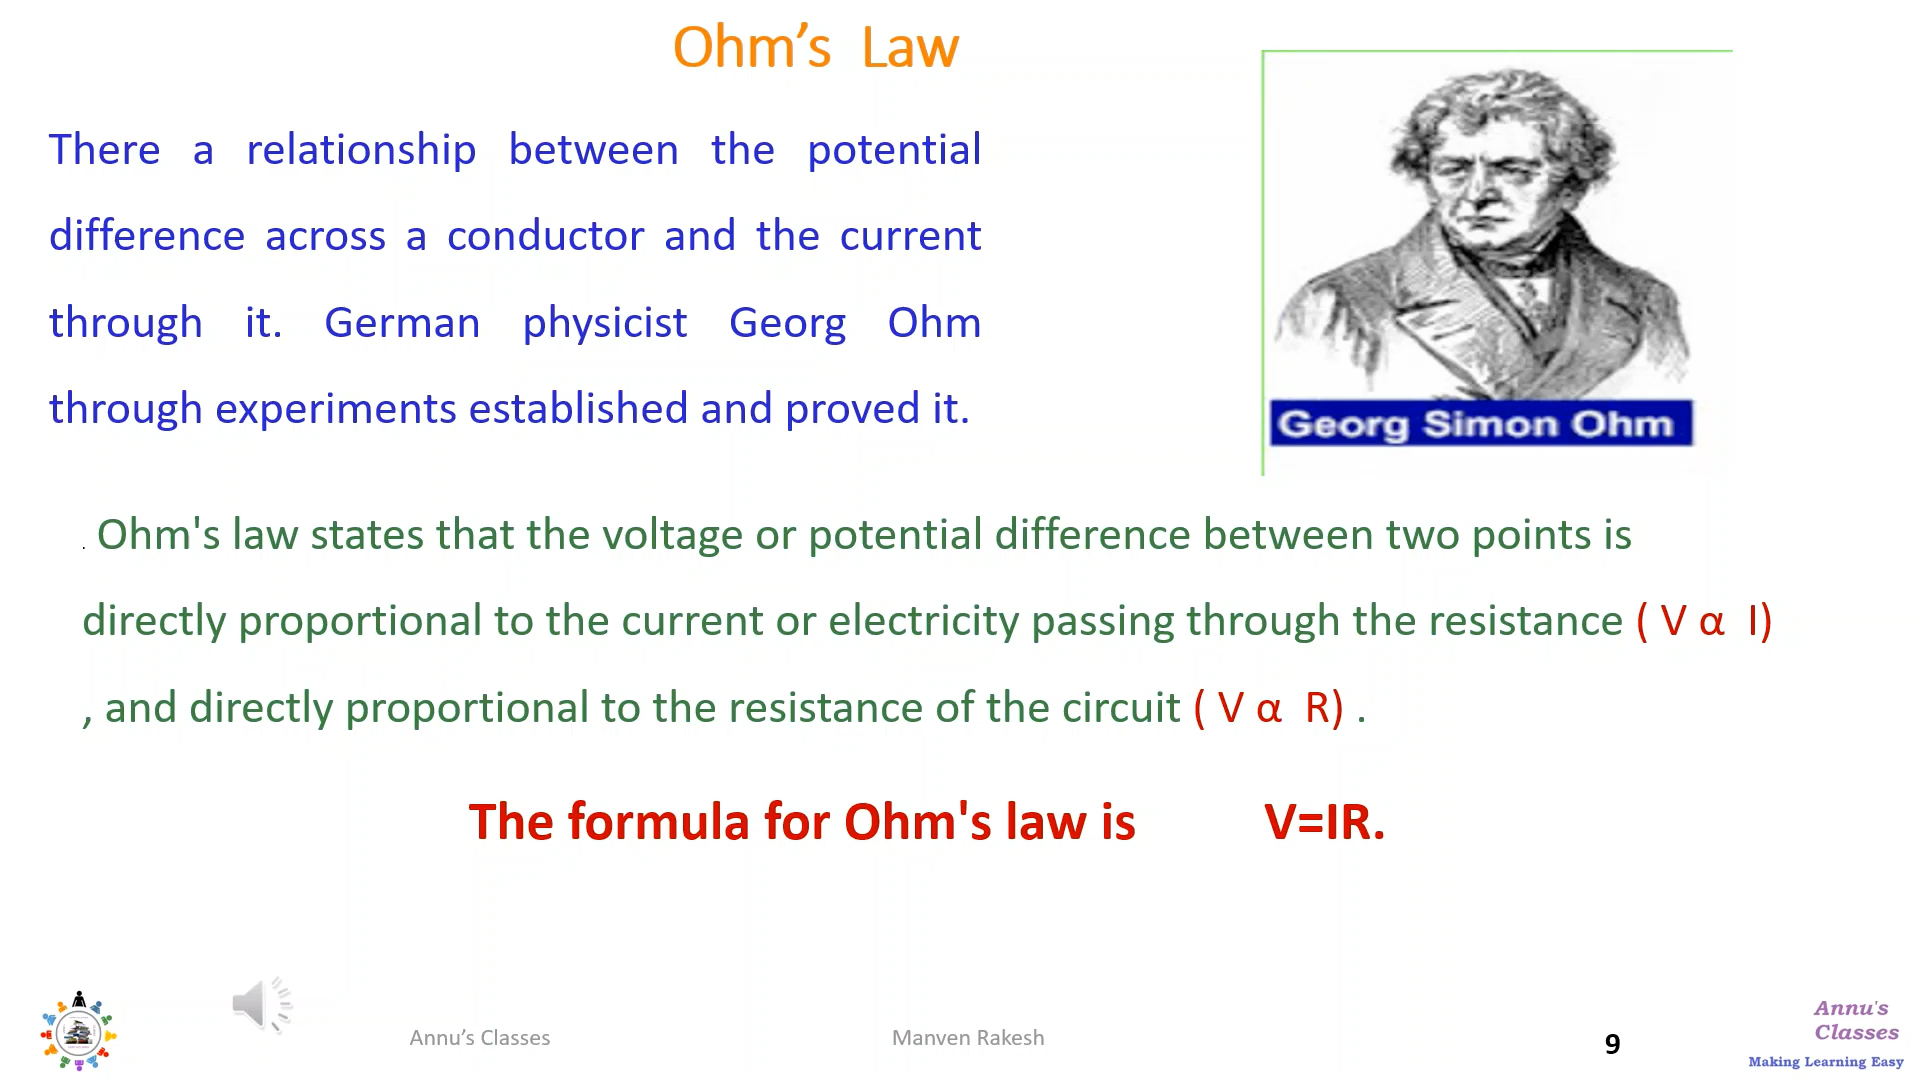 Ohm’s Law
There a relationship between the potential
difference across a conductor and the current
through it. German physicist Georg Ohm
through experiments established and proved it.
Georg Simon Ohm
. Ohm's law states that the voltage or potential difference between two points is
directly proportional to the current or electricity passing through the resistance ( V α I)
, and directly proportional to the resistance of the circuit ( V α R) .
The formula for Ohm's law is V=IR.
Annu’s Classes
Manven Rakesh
9
Annu's
Classes
Making Learning Easy